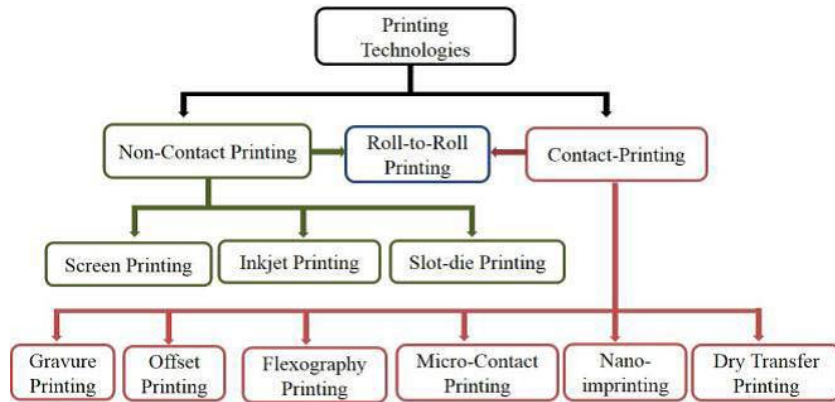 Printing
Technologies
Non-Contact Printing
Roll-to-Roll
Printing
Contact-Printing
Screen Printing
Inkjet Printing
Slot-die Printing
Gravure
Printing
Offset
Printing
Flexography
Printing
Micro-Contact
Printing
Nano-
imprinting
Dry Transfer
Printing